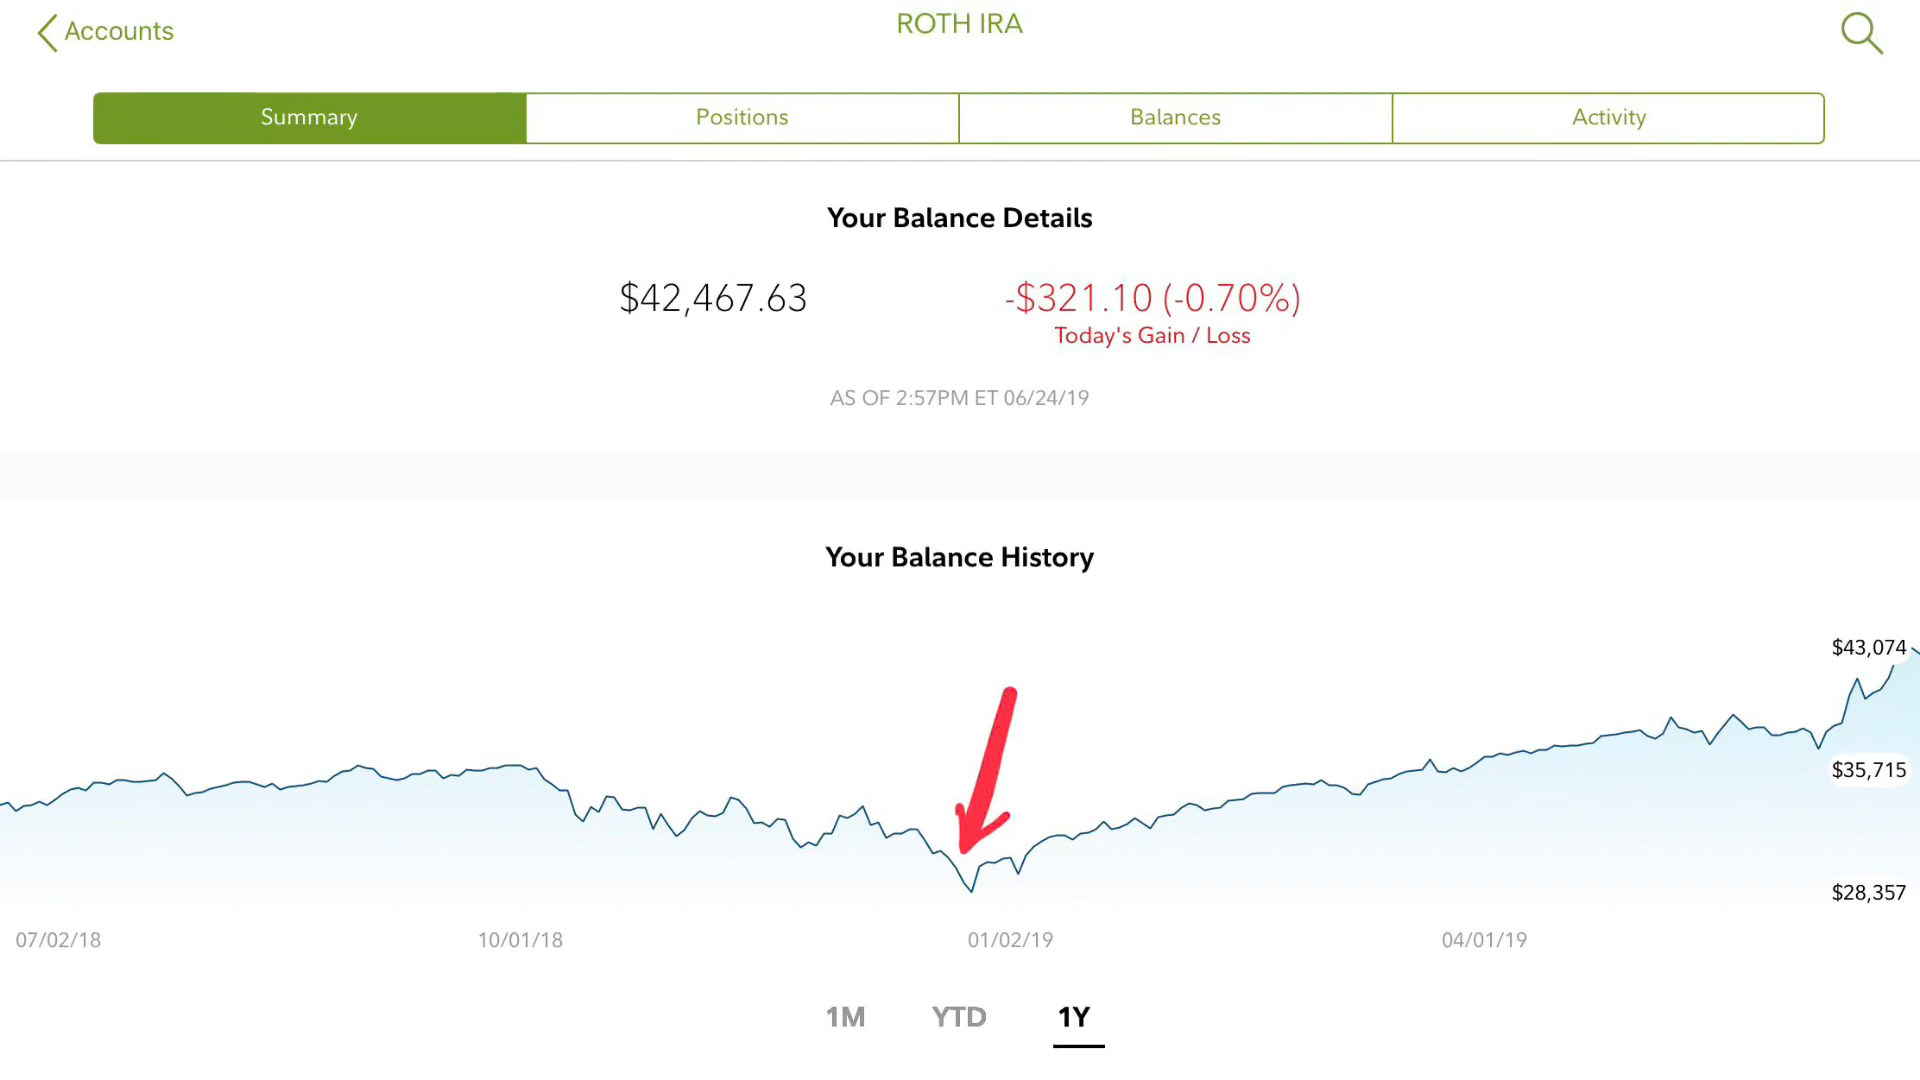 Accounts
ROTH IRA
Summary
Positions
Balances
Activity
Your Balance Details
$42,467.63
-$321.10 (-0.70%)
Today's Gain / Loss
AS OF 2:57PM ET 06/24/19
Your Balance History
$43,074
$35,715
$28,357
07/02/18
10/01/18
01/02/19
04/01/19
1M
YTD
1Y